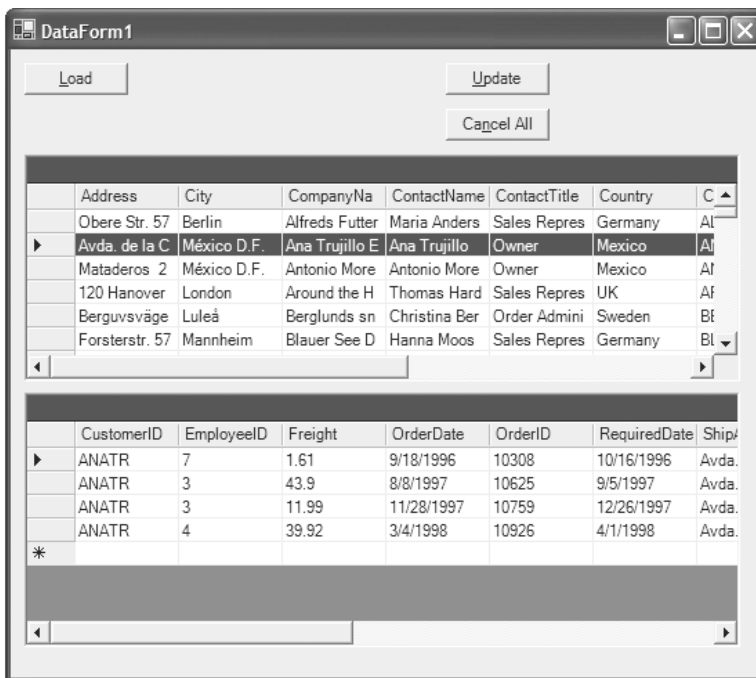 DataForm1
Load Update
Cancel All
Address City CompanyNa ContactName ContactTitle Country C
Obere Str. 57 Berlin Alfreds Futter Maria Anders Sales Repres Germany
Avda. de la C México D.F. Ana Trujillo E Ana Trujillo Owner Mexico
Mataderos 2 México D.F. Antonio More Antonio More Owner Mexico
120 Hanover London Around the H Thomas Hard Sales Repres UK
Berguvsväge Luleå Berglunds sn Christina Ber Order Admini Sweden
Forsterstr. 57 Mannheim Blauer See D Hanna Moos Sales Repres Germany
CustomerID EmployeeID Freight OrderDate OrderID RequiredDate
ANATR 7 1.61 9/18/1996 10308 10/16/1996 Avda.
ANATR 3 43.9 8/8/1997 10625 9/5/1997 Avda.
ANATR 3 11.99 11/28/1997 10759 12/26/1997 Avda.
ANATR 4 39.92 3/4/1998 10926 4/1/1998 Avda.